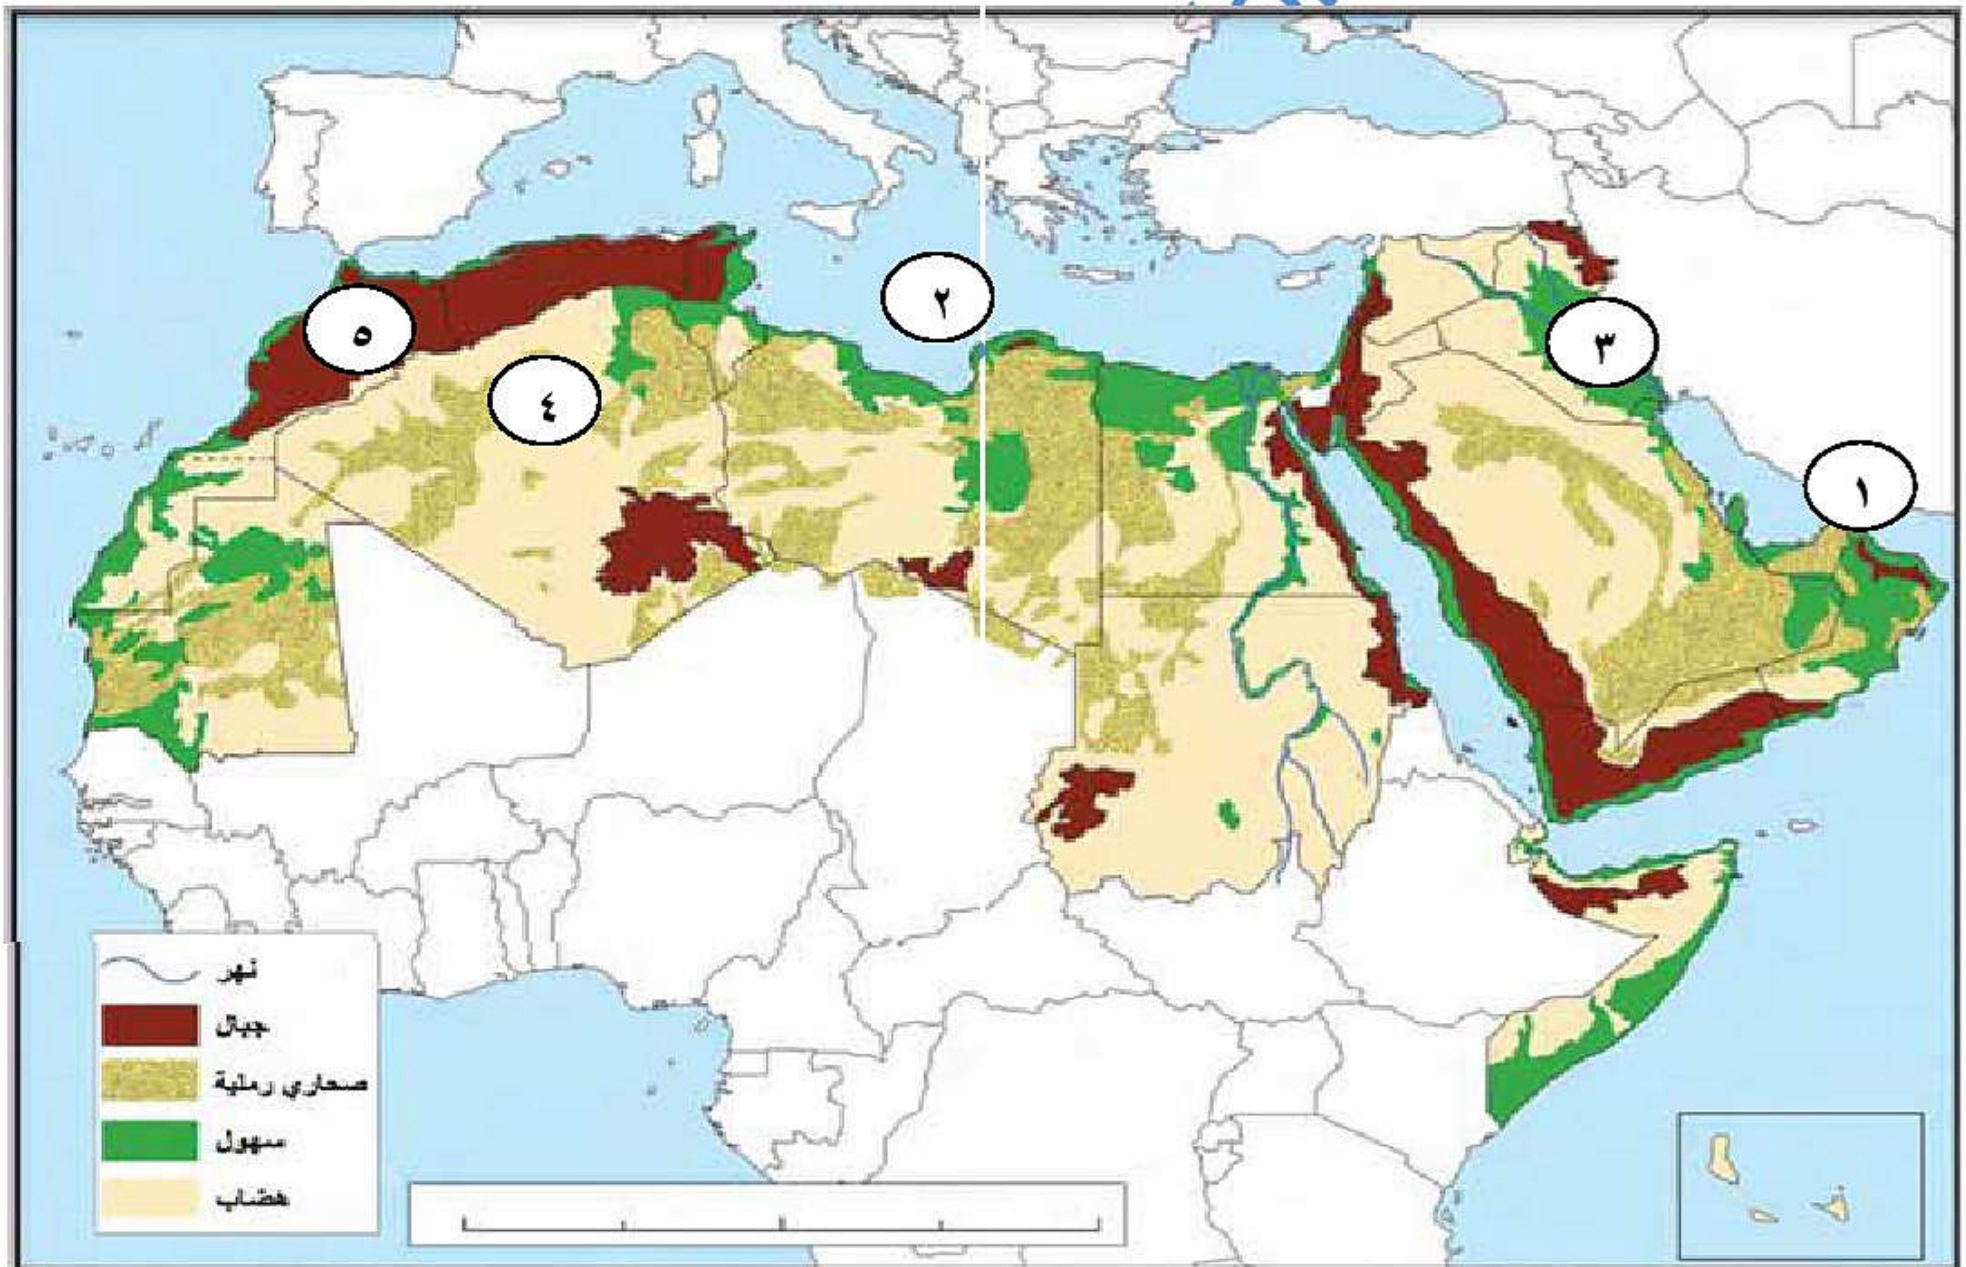 ٢
٥
٣
٤
١
نهر
جبال
صحاري رملية
سهول
هضاب